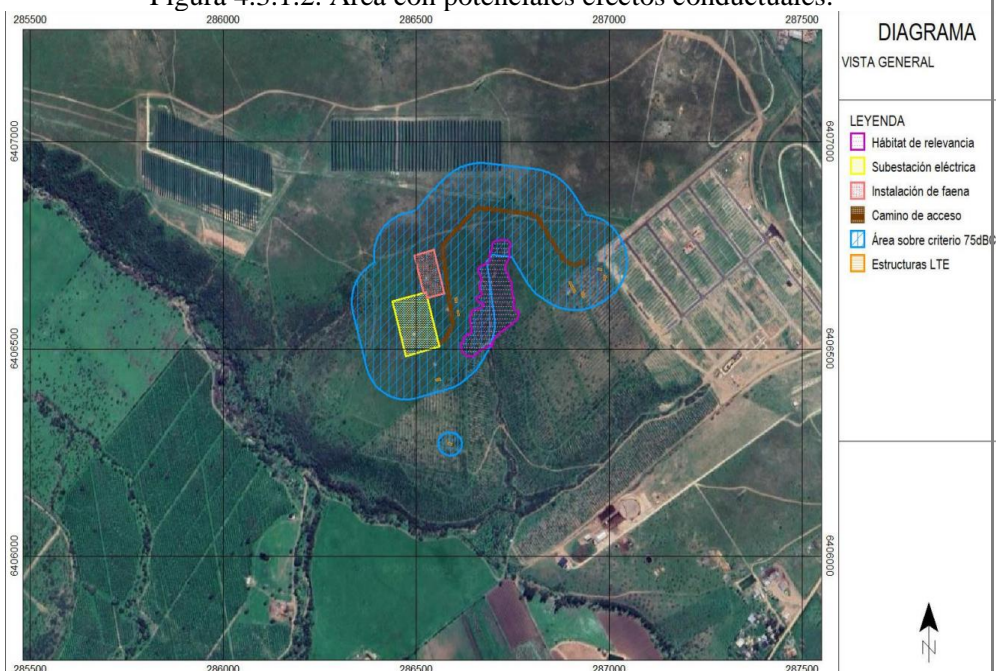 Figura 4.3.1.2. Área con potenciales efectos conductuales.
285500 286000 286500 287000 287500
DIAGRAMA
VISTA GENERAL
LEYENDA
Hábitat de relevancia
Subestación eléctrica
Instalación de faena
Camino de acceso
Área sobre criterio 75dBC
Estructuras LTE
6407000
6407000
6406500
6406500
6406000
6406000
N
285500 286000 286500 287000 287500